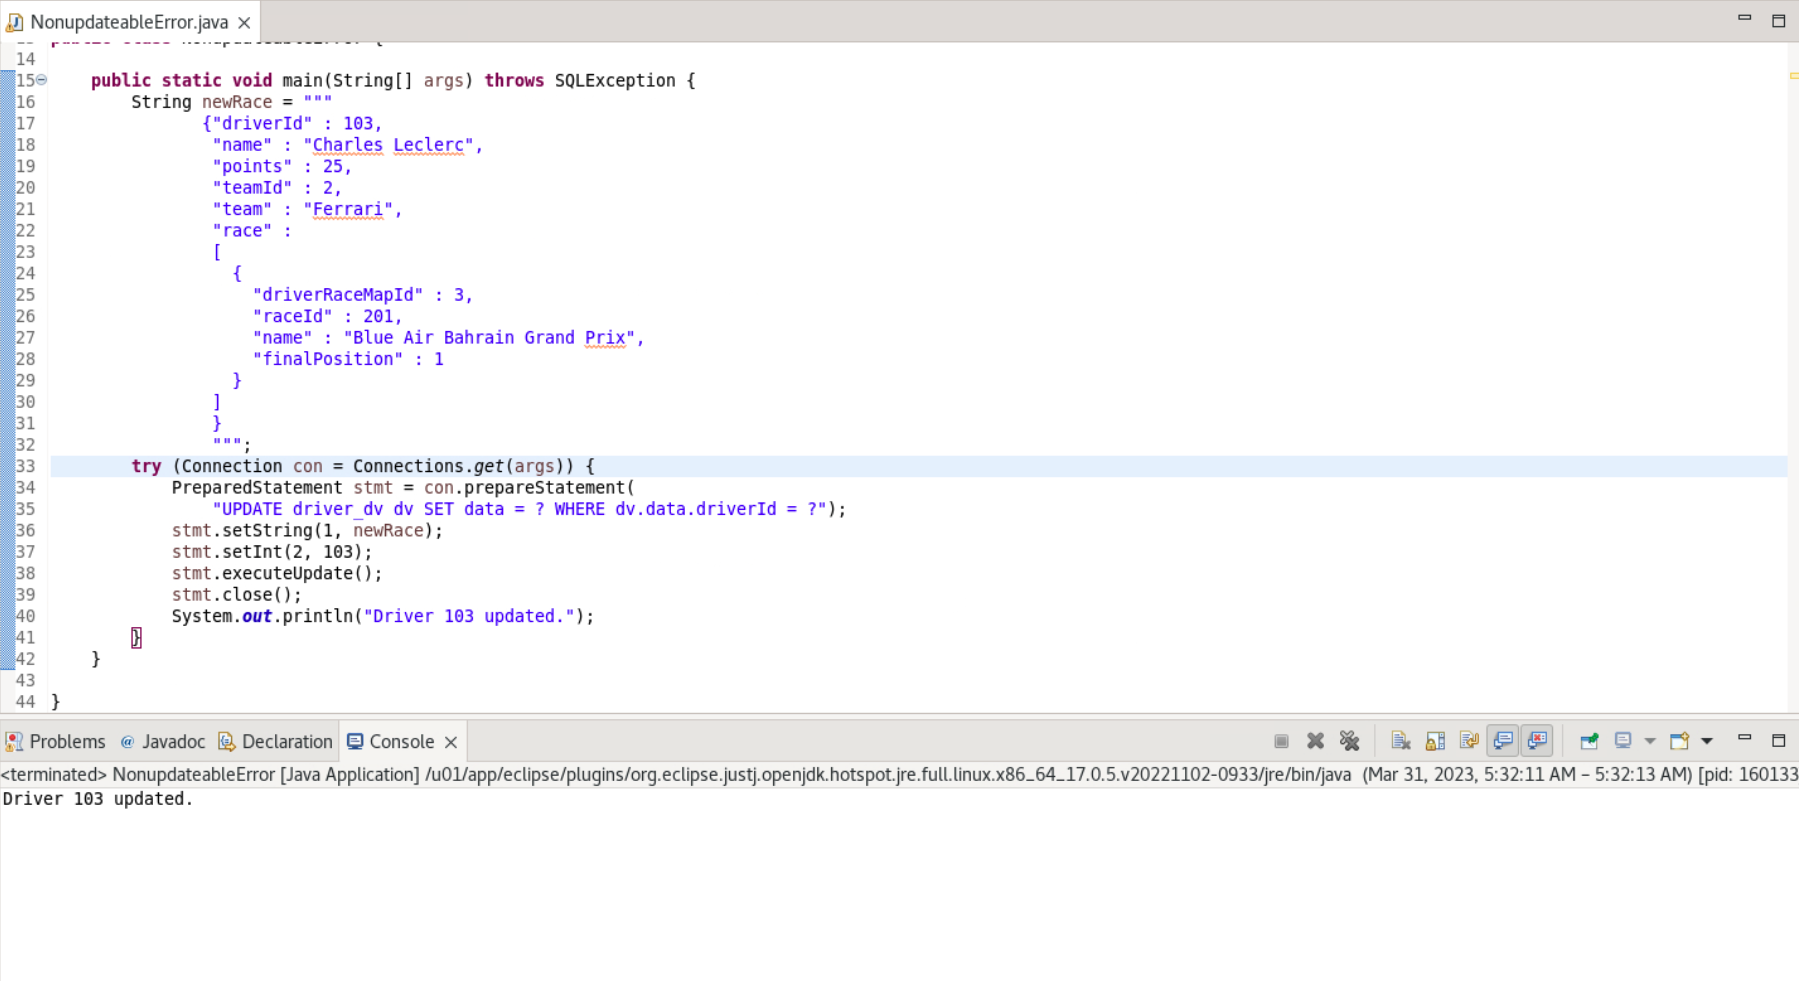 NonupdateableError.java
14
15 public static void main(String[] args) throws SQLException {
16 String newRace = """
17 {"driverId" : 103,
18 "name" : "Charles Leclerc",
19 "points" : 25,
20 "teamId" : 2,
21 "team" : "Ferrari",
22 "race" :
23 [
24 {
25 "driverRaceMapId" : 3,
26 "raceId" : 201,
27 "name" : "Blue Air Bahrain Grand Prix",
28 "finalPosition" : 1
29 }
30 ]
31 }
32 """;
33 try (Connection con = Connections.get(args)) {
34 PreparedStatement stmt = con.prepareStatement(
35 "UPDATE driver_dv dv SET data = ? WHERE dv.data.driverId = ?");
36 stmt.setString(1, newRace);
37 stmt.setInt(2, 103);
38 stmt.executeUpdate();
39 stmt.close();
40 System.out.println("Driver 103 updated.");
41 }
42 }
43
44 }
Problems @ Javadoc Declaration Console
<terminated> NonupdateableError [Java Application] /u01/app/eclipse/plugins/org.eclipse.justj.openjdk.hotspot.jre.full.linux.x86_64_17.0.5.v20221102-0933/jre/bin/java (Mar 31, 2023, 5:32:11 AM – 5:32:13 AM) [pid: 160133
Driver 103 updated.